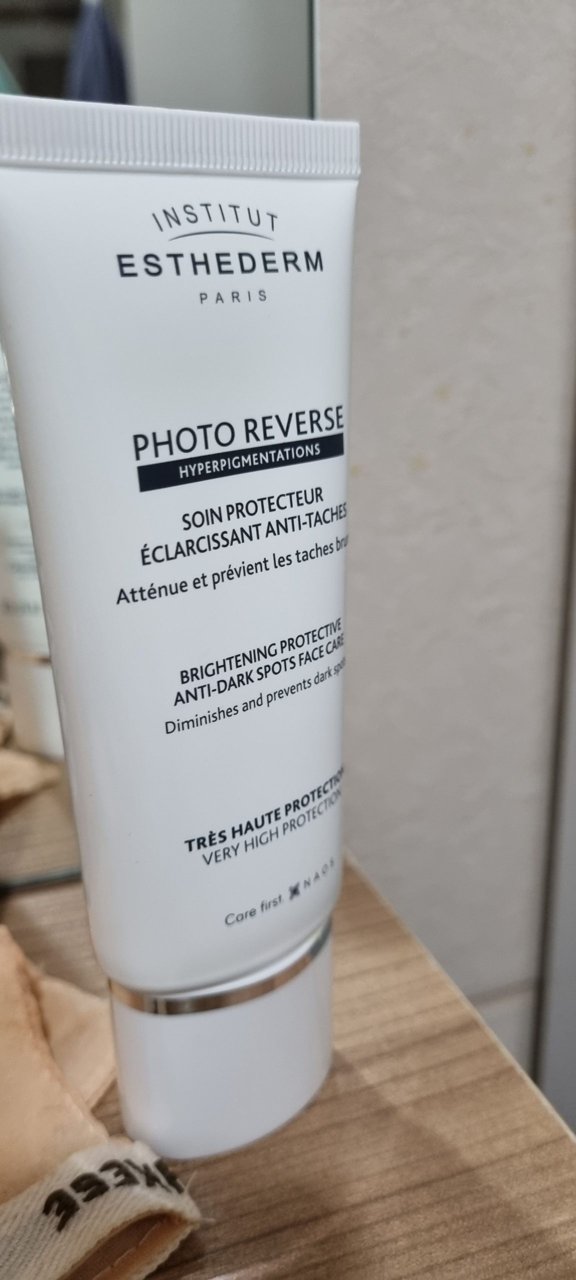 INSTITUT
ESTHEDERM
PARIS
PHOTO REVERSE
HYPERPIGMENTATIONS
SOIN PROTECTEUR
ÉCLARCISSANT ANTI-TACHES
Atténue et prévient les taches
BRIGHTENING PROTECTIVE
ANTI-DARK SPOTS FACE CARE
Diminishes and prevents dark
TRÈS HAUTE PROTECTION
VERY HIGH PROTECTION
Care first. NAOS